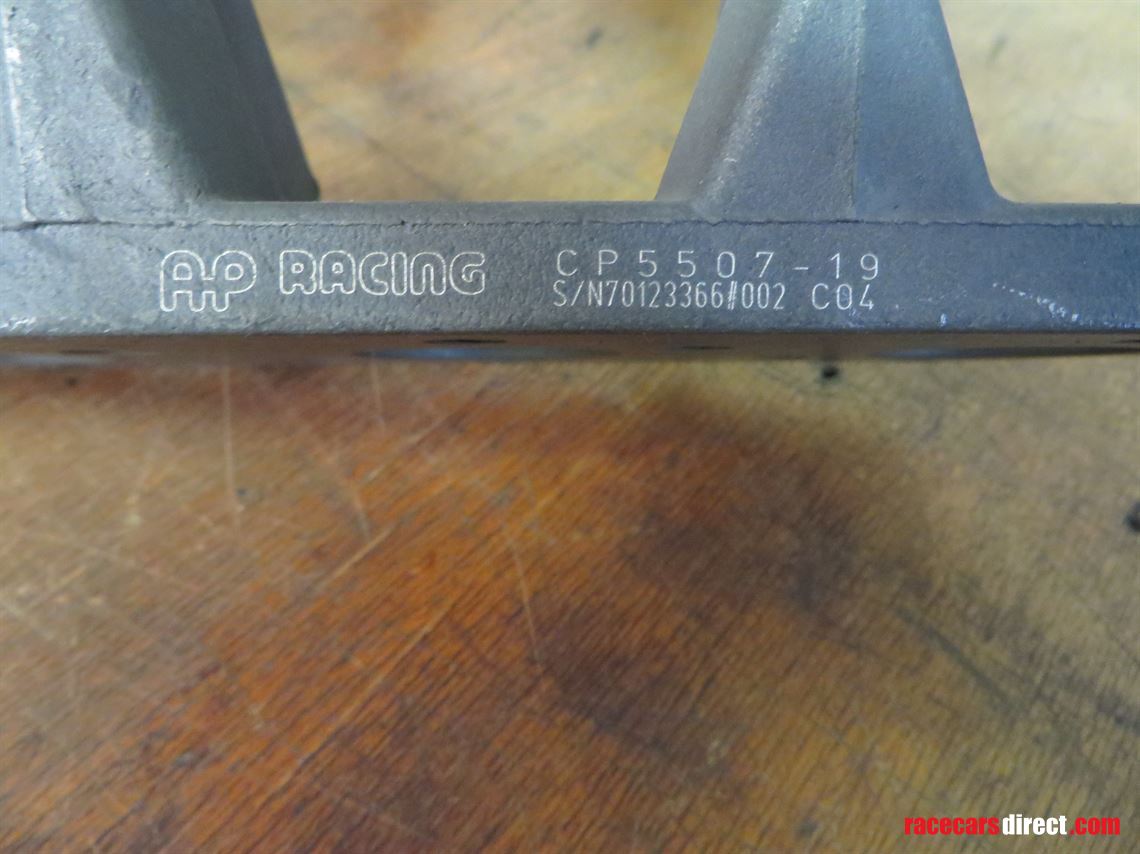 AP RACING CP5507-19
S/N70123366#002 C04
racecarsdirect.com